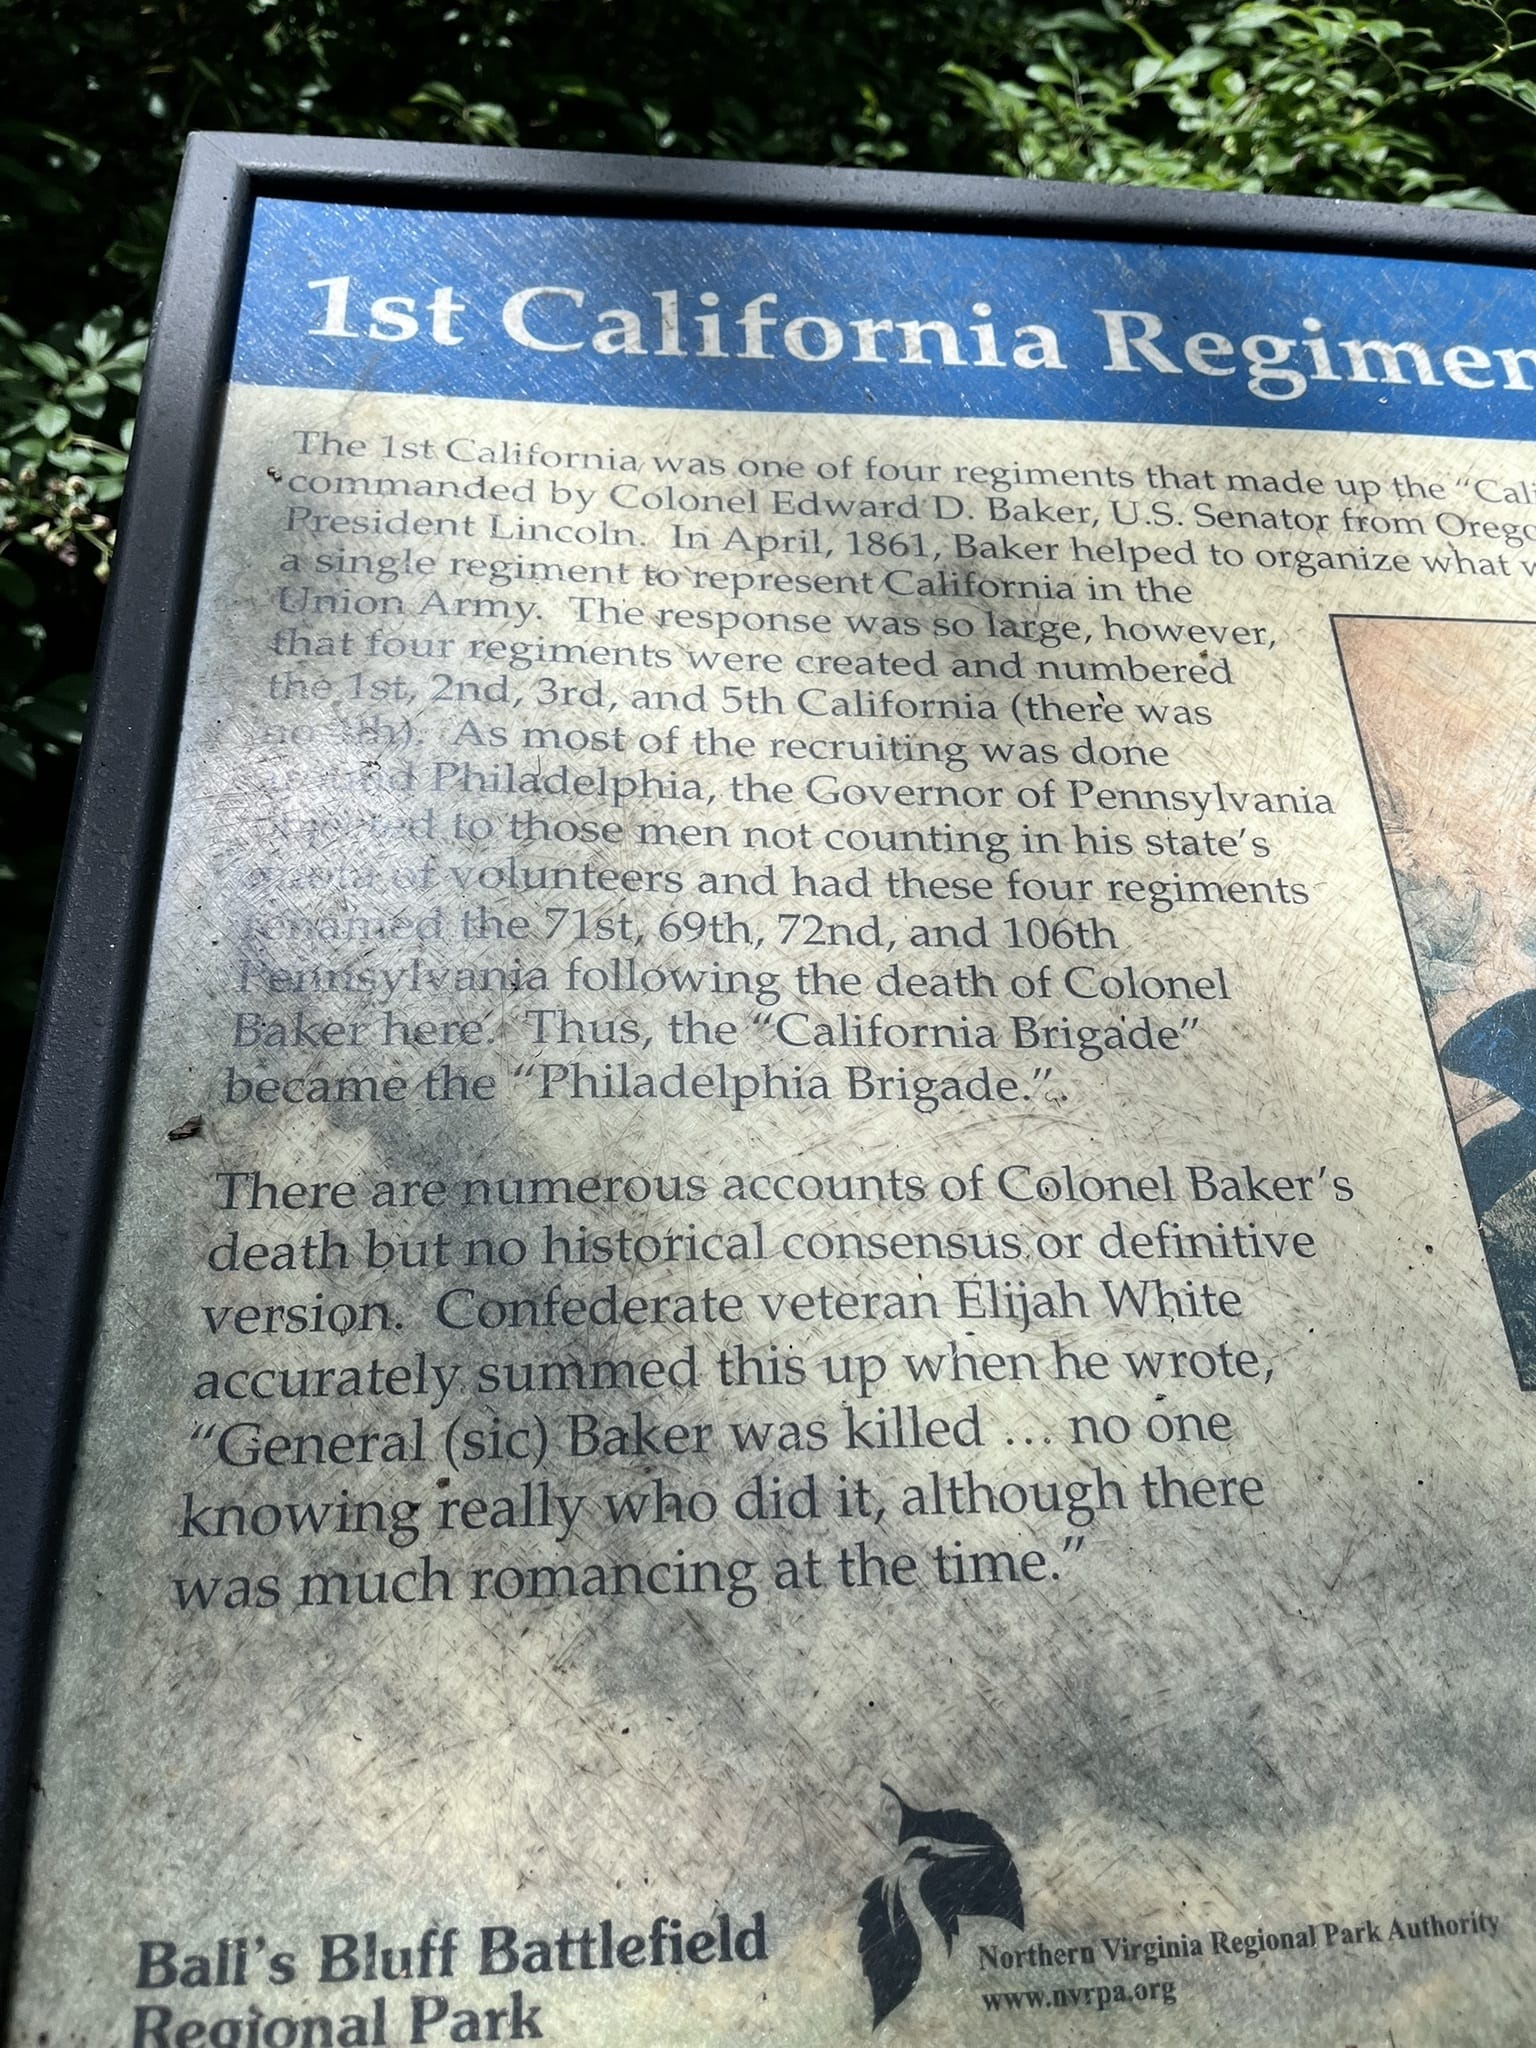 1st California Regimen
The 1st California was one of four regiments that made up the “Cali
commanded by Colonel Edward D. Baker, U.S. Senator from Orego
President Lincoln. In April, 1861, Baker helped to organize what w
a single regiment to represent California in the
Union Army. The response was so large, however,
that four regiments were created and numbered
the 1st, 2nd, 3rd, and 5th California (there was
no 4th). As most of the recruiting was done
around Philadelphia, the Governor of Pennsylvania
objected to those men not counting in his state’s
quota of volunteers and had these four regiments
renamed the 71st, 69th, 72nd, and 106th
Pennsylvania following the death of Colonel
Baker here. Thus, the “California Brigade”
became the “Philadelphia Brigade.”
There are numerous accounts of Colonel Baker’s
death but no historical consensus or definitive
version. Confederate veteran Elijah White
accurately summed this up when he wrote,
“General (sic) Baker was killed ... no one
knowing really who did it, although there
was much romancing at the time.”
Ball’s Bluff Battlefield
Regional Park
Northern Virginia Regional Park Authority
www.nvrpa.org